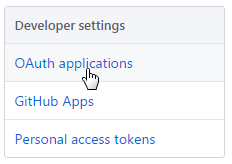 Developer settings
OAuth applications
GitHub Apps
Personal access tokens